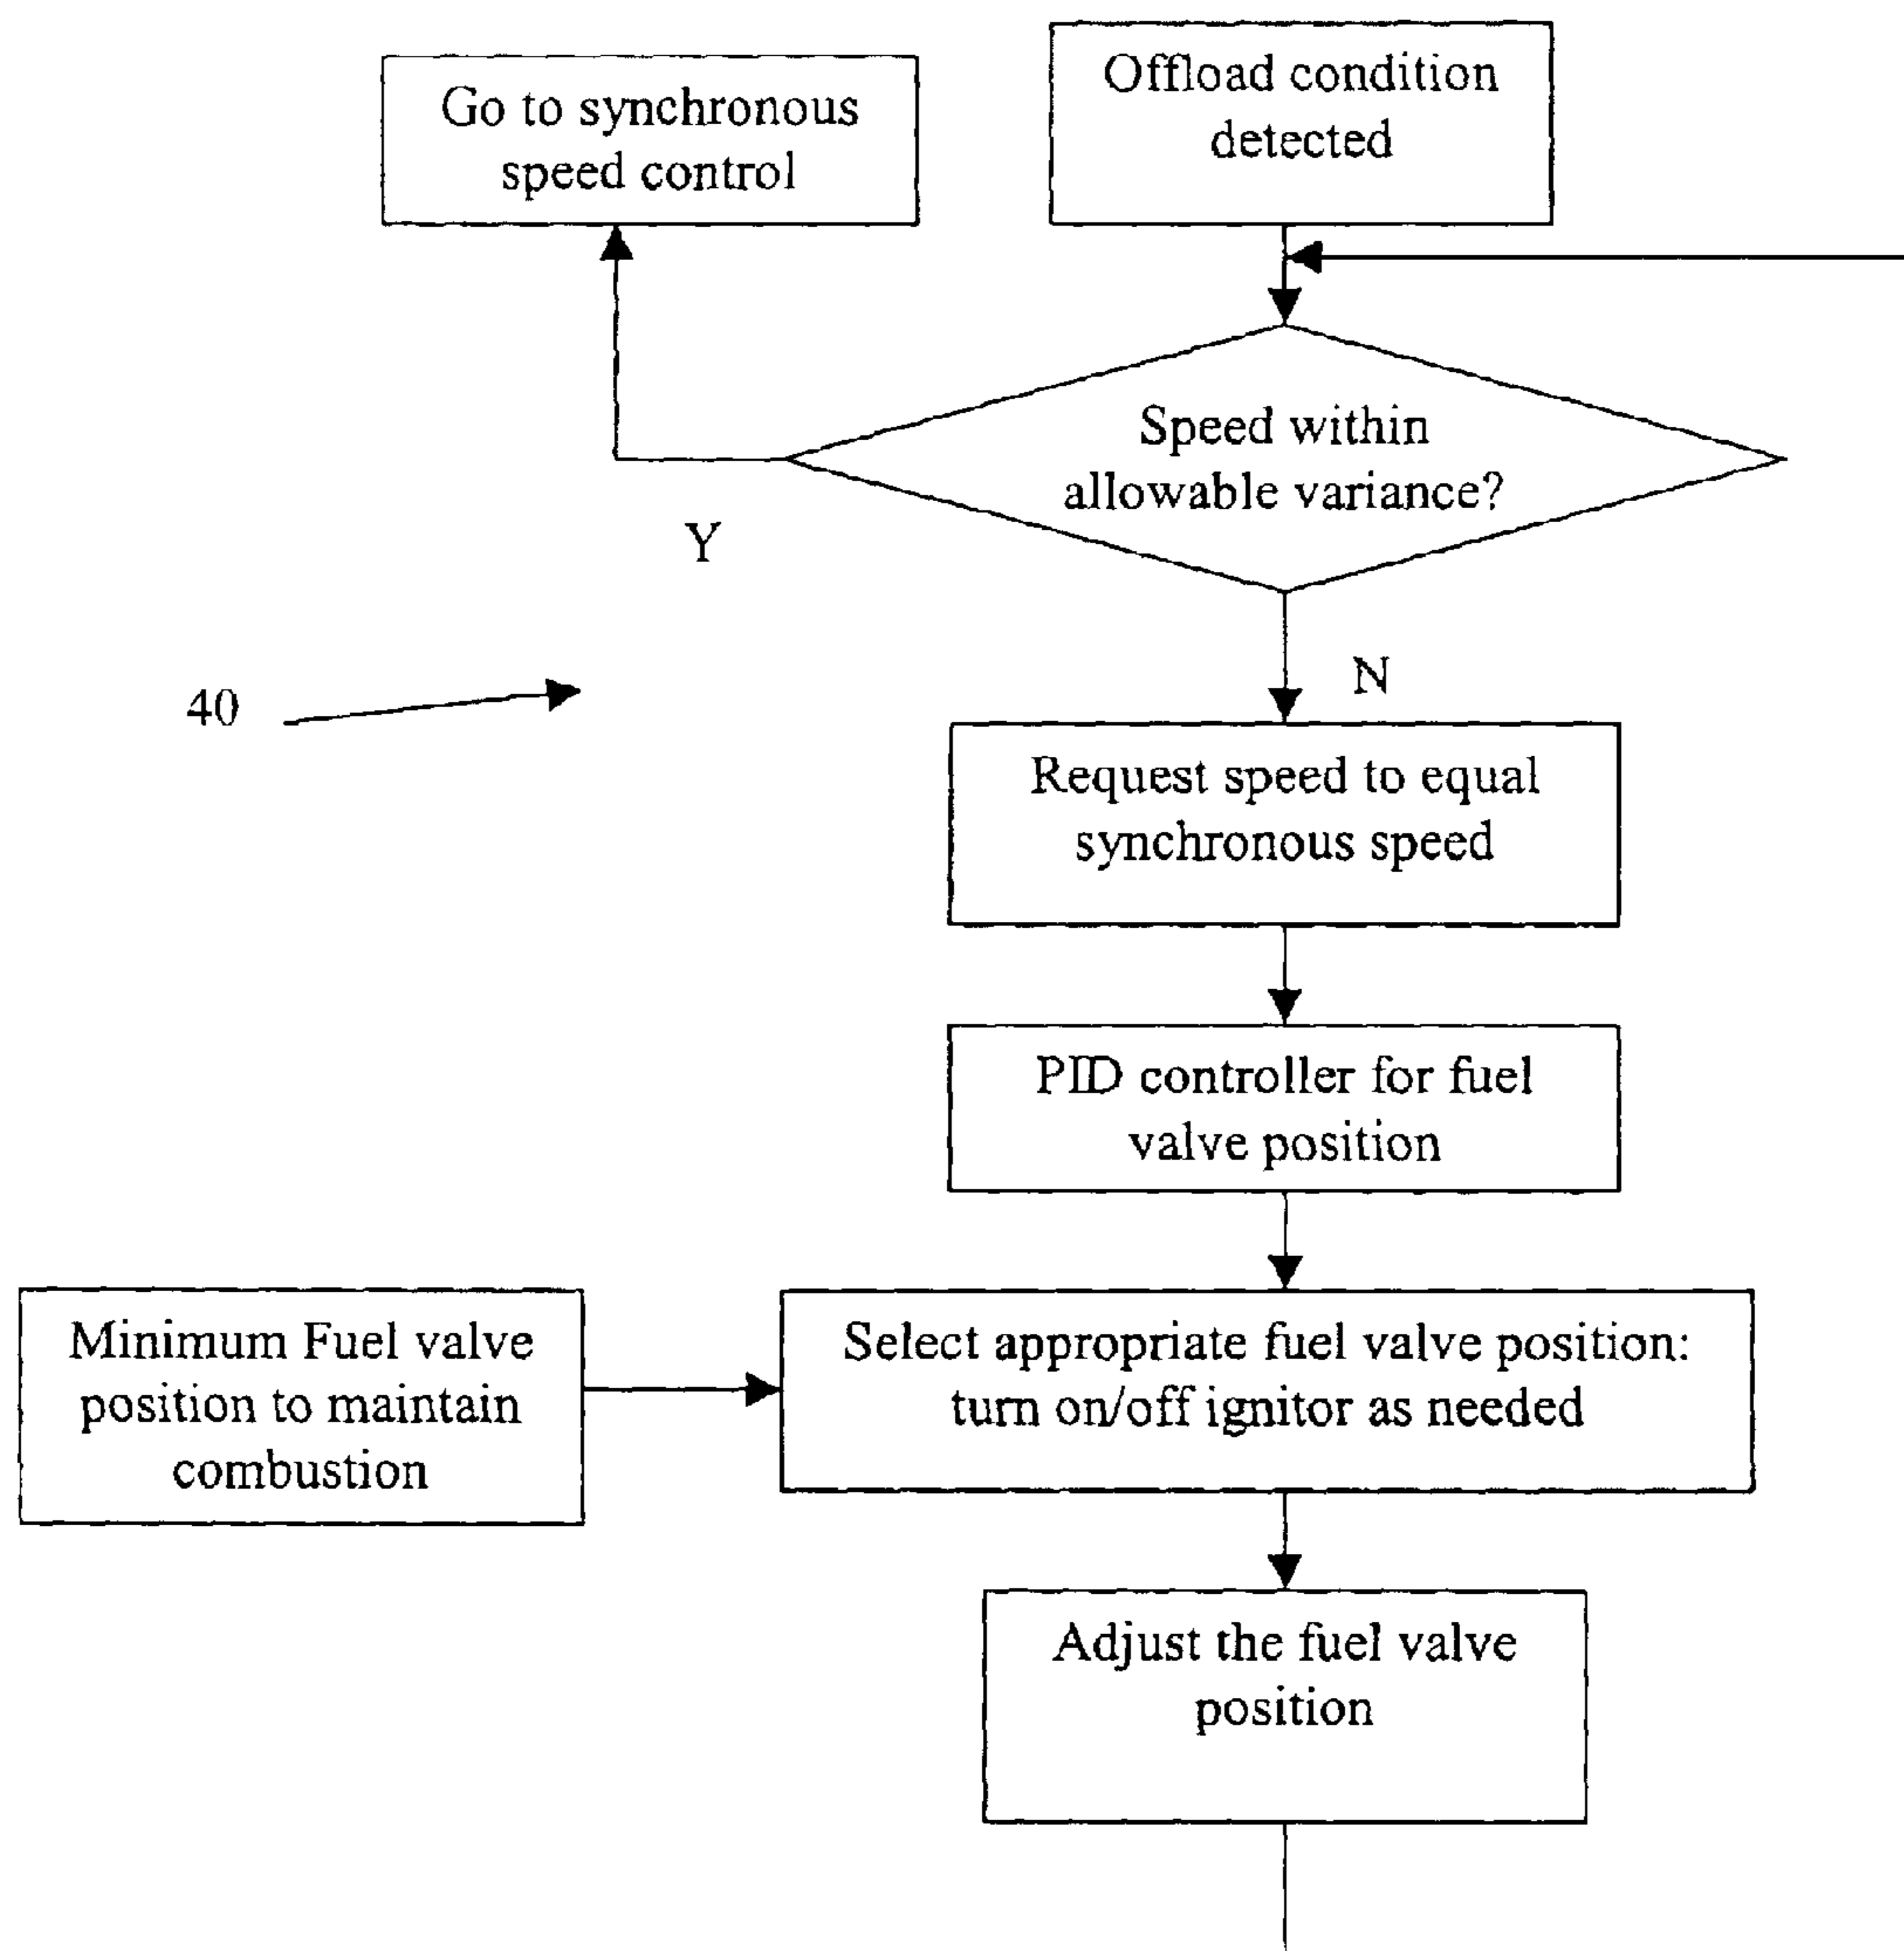 Go to synchronous
speed control
Offload condition
detected
Speed within
allowable variance?
Y
N
40
Request speed to equal
synchronous speed
PID controller for fuel
valve position
Minimum Fuel valve
position to maintain
combustion
Select appropriate fuel valve position:
turn on/off ignitor as needed
Adjust the fuel valve
position